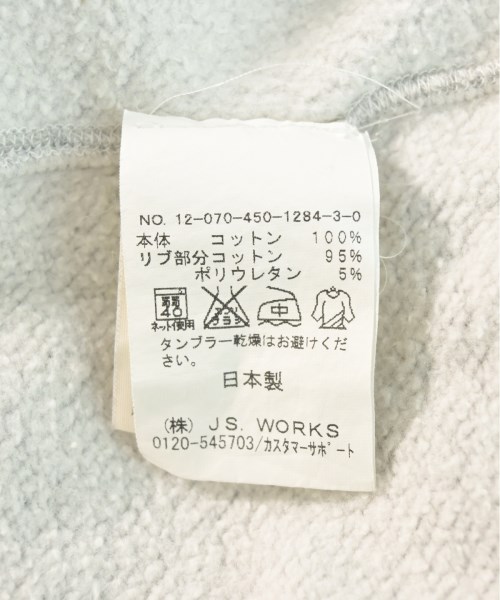 NO. 12-070-450-1284-3-0
本体 コットン 100%
リブ部分コットン 95%
ポリウレタン 5%
40 中
ネット使用
タンブラー乾燥はお避けくだ
さい。
日本製
(株) JS. WORKS
0120-545703/カスタマーサポート